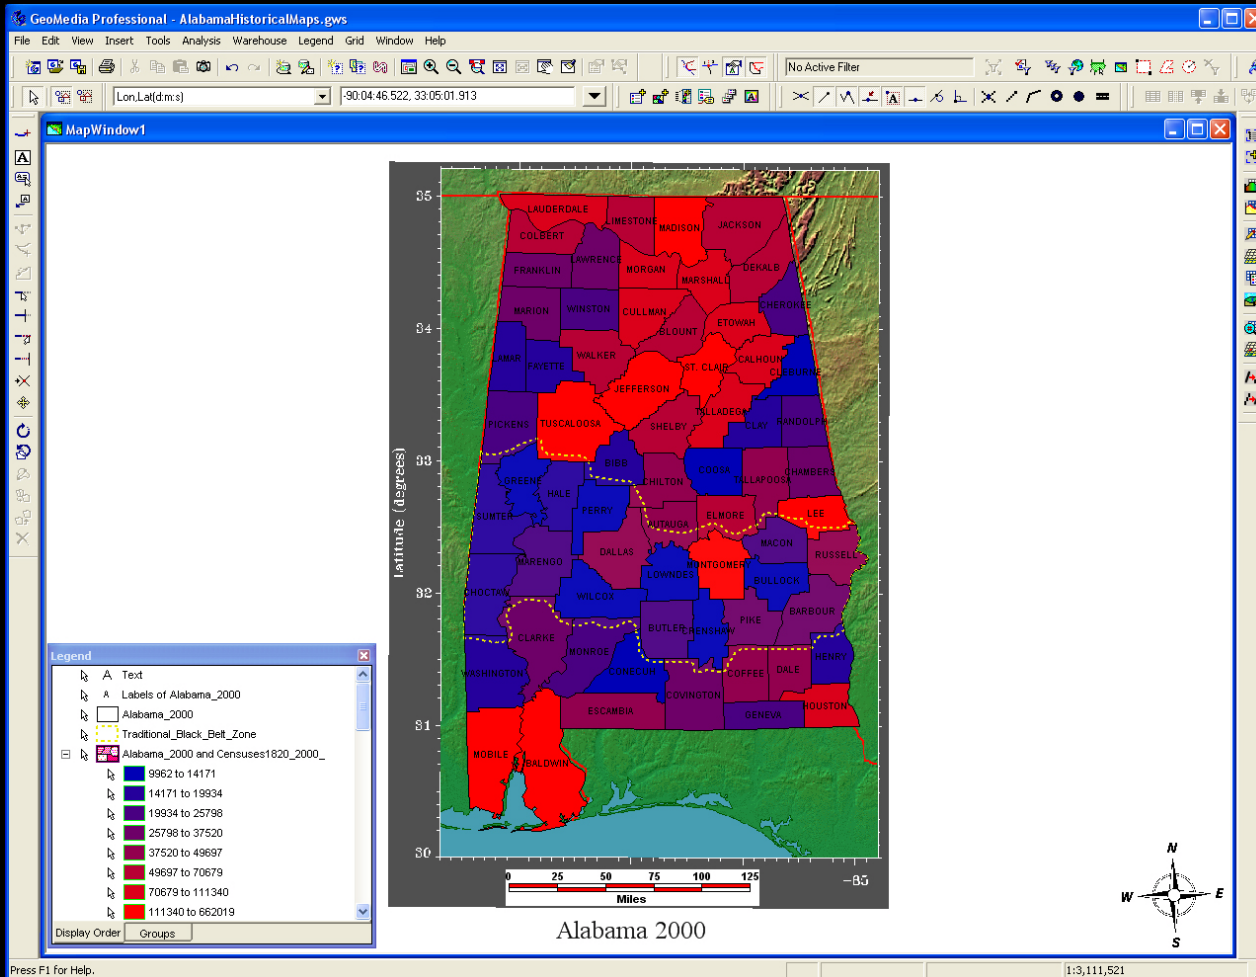 GeoMedia Professional - AlabamaHistoricalMaps.gws
File Edit View Insert Tools Analysis Warehouse Legend Grid Window Help
No Active Filter
Lon,Lat(d:m:s) -90:04:46.522, 33:05:01.913
MapWindow1
35
LAUDERDALE LIMESTONE MADISON JACKSON
COLBERT
FRANKLIN LAWRENCE MORGAN MARSHALL DEKALB
MARION WINSTON CULLMAN CHEROKEE
34
BLOUNT ETOWAH
LAMAR FAYETTE WALKER JEFFERSON ST. CLAIR CALHOUN CLEBURNE
PICKENS TUSCALOOSA SHELBY TALLADEGA CLAY RANDOLPH
33
BIBB COOSA
GREENE HALE CHILTON TALLAPOOSA CHAMBERS
SUMTER PERRY AUTAUGA ELMORE LEE
MARENGO DALLAS MONTGOMERY MACON RUSSELL
LOWNDES BULLOCK
32
CHOCTAW WILCOX BARBOUR
CLARKE BUTLER CRENSHAW PIKE
WASHINGTON MONROE CONECUH COFFEE DALE HENRY
COVINGTON
ESCAMBIA GENEVA HOUSTON
31
MOBILE BALDWIN
30
Latitude (degrees)
-85
0 25 50 75 100 125
Miles
Alabama 2000
Legend
Text
Labels of Alabama_2000
Alabama_2000
Traditional_Black_Belt_Zone
Alabama_2000 and Censuses1820_2000_
9962 to 14171
14171 to 19934
19934 to 25798
25798 to 37520
37520 to 49697
49697 to 70679
70679 to 111340
111340 to 662019
Display Order Groups
N
W E
S
Press F1 for Help. 1:3,111,521